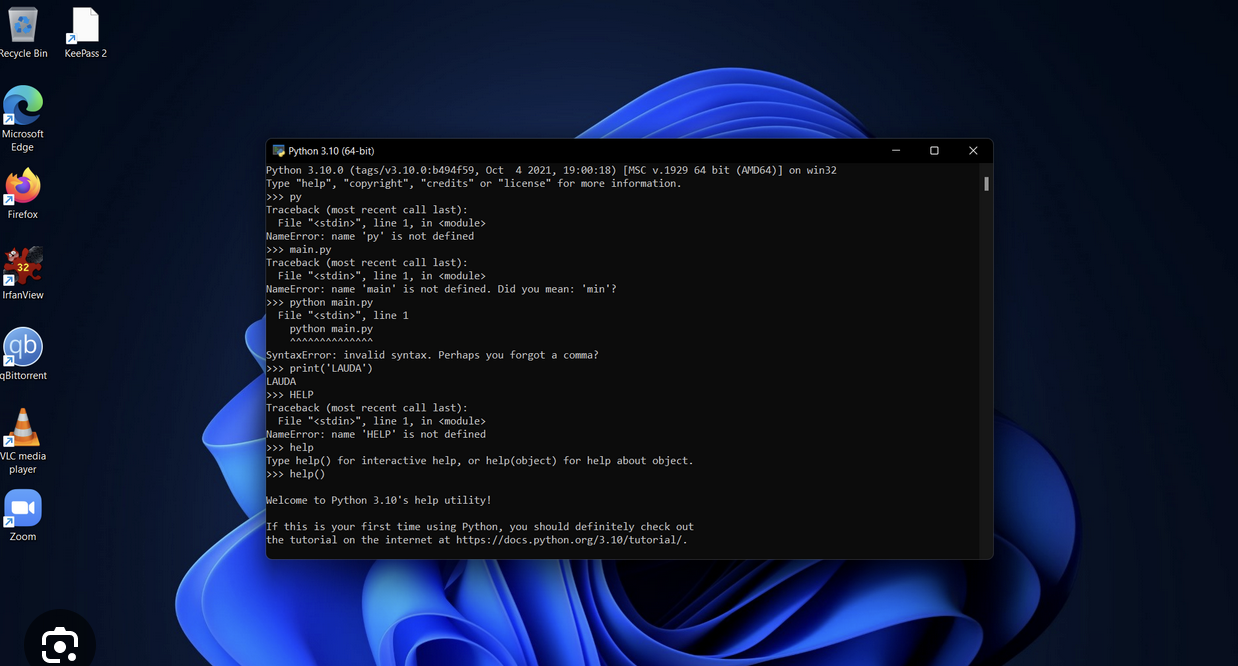 Recycle Bin
KeePass 2
Microsoft
Edge
Firefox
32
IrfanView
qb
qBittorrent
VLC media
player
Zoom
Python 3.10 (64-bit)
Python 3.10.0 (tags/v3.10.0:b494f59, Oct  4 2021, 19:00:18) [MSC v.1929 64 bit (AMD64)] on win32
Type "help", "copyright", "credits" or "license" for more information.
>>> py
Traceback (most recent call last):
  File "<stdin>", line 1, in <module>
NameError: name 'py' is not defined
>>> main.py
Traceback (most recent call last):
  File "<stdin>", line 1, in <module>
NameError: name 'main' is not defined. Did you mean: 'min'?
>>> python main.py
  File "<stdin>", line 1
    python main.py
    ^^^^^^^^^^^^^^
SyntaxError: invalid syntax. Perhaps you forgot a comma?
>>> print('LAUDA')
LAUDA
>>> HELP
Traceback (most recent call last):
  File "<stdin>", line 1, in <module>
NameError: name 'HELP' is not defined
>>> help
Type help() for interactive help, or help(object) for help about object.
>>> help()
Welcome to Python 3.10's help utility!
If this is your first time using Python, you should definitely check out
the tutorial on the internet at https://docs.python.org/3.10/tutorial/.